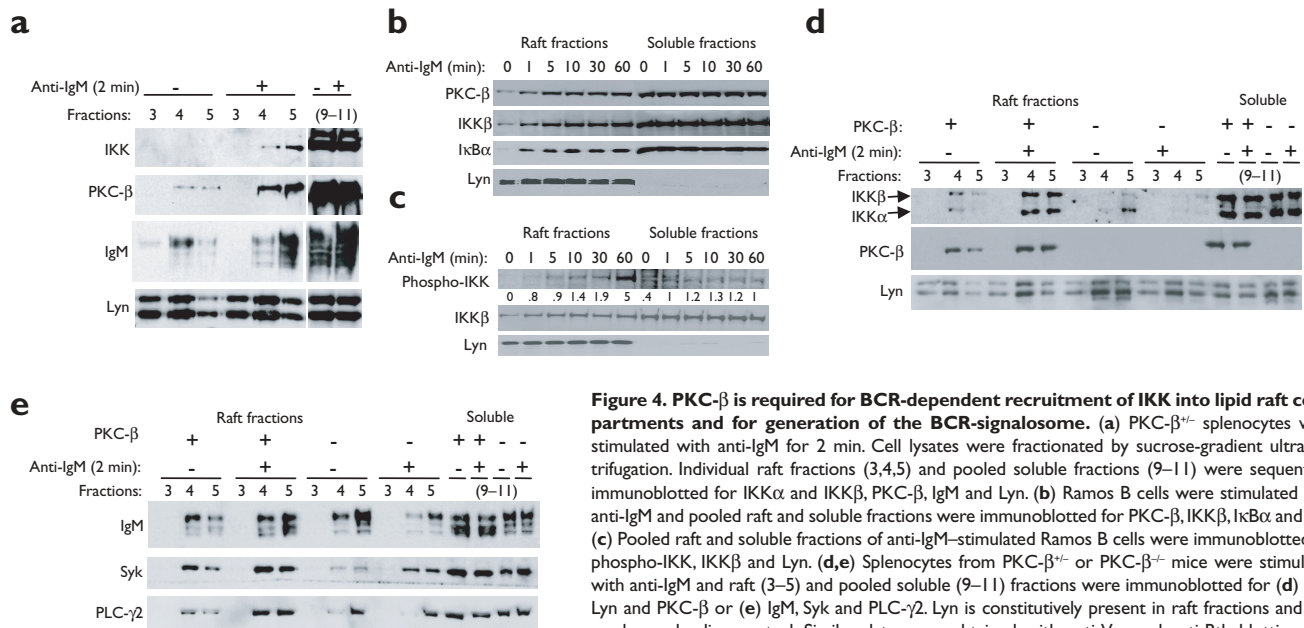 a
Anti-IgM (2 min) - + - +
Fractions: 3 4 5 3 4 5 (9–11)
IKK
PKC-β
IgM
Lyn
b
Raft fractions Soluble fractions
Anti-IgM (min): 0 1 5 10 30 60 0 1 5 10 30 60
PKC-β
IKKβ
IκBα
Lyn
c
Raft fractions Soluble fractions
Anti-IgM (min): 0 1 5 10 30 60 0 1 5 10 30 60
Phospho-IKK
0 .8 .9 1.4 1.9 5 .4 1 1.2 1.3 1.2 1
IKKβ
Lyn
d
Raft fractions Soluble
PKC-β: + + - - + + - -
Anti-IgM (2 min): - + - + - + - +
Fractions: 3 4 5 3 4 5 3 4 5 3 4 5 (9–11)
IKKβ
IKKα
PKC-β
Lyn
e
Raft fractions Soluble
PKC-β + + - - + + - -
Anti-IgM (2 min): - + - + - + - +
Fractions: 3 4 5 3 4 5 3 4 5 3 4 5 (9–11)
IgM
Syk
PLC-γ2
Figure 4. PKC-β is required for BCR-dependent recruitment of IKK into lipid raft co
partments and for generation of the BCR-signalosome. (a) PKC-β+/– splenocytes w
stimulated with anti-IgM for 2 min. Cell lysates were fractionated by sucrose-gradient ultra
trifugation. Individual raft fractions (3,4,5) and pooled soluble fractions (9–11) were sequent
immunoblotted for IKKα and IKKβ, PKC-β, IgM and Lyn. (b) Ramos B cells were stimulated
anti-IgM and pooled raft and soluble fractions were immunoblotted for PKC-β, IKKβ, IκBα and
(c) Pooled raft and soluble fractions of anti-IgM–stimulated Ramos B cells were immunoblotted
phospho-IKK, IKKβ and Lyn. (d,e) Splenocytes from PKC-β+/– or PKC-β–/– mice were stimul
with anti-IgM and raft (3–5) and pooled soluble (9–11) fractions were immunoblotted for (d)
Lyn and PKC-β or (e) IgM, Syk and PLC-γ2. Lyn is constitutively present in raft fractions and